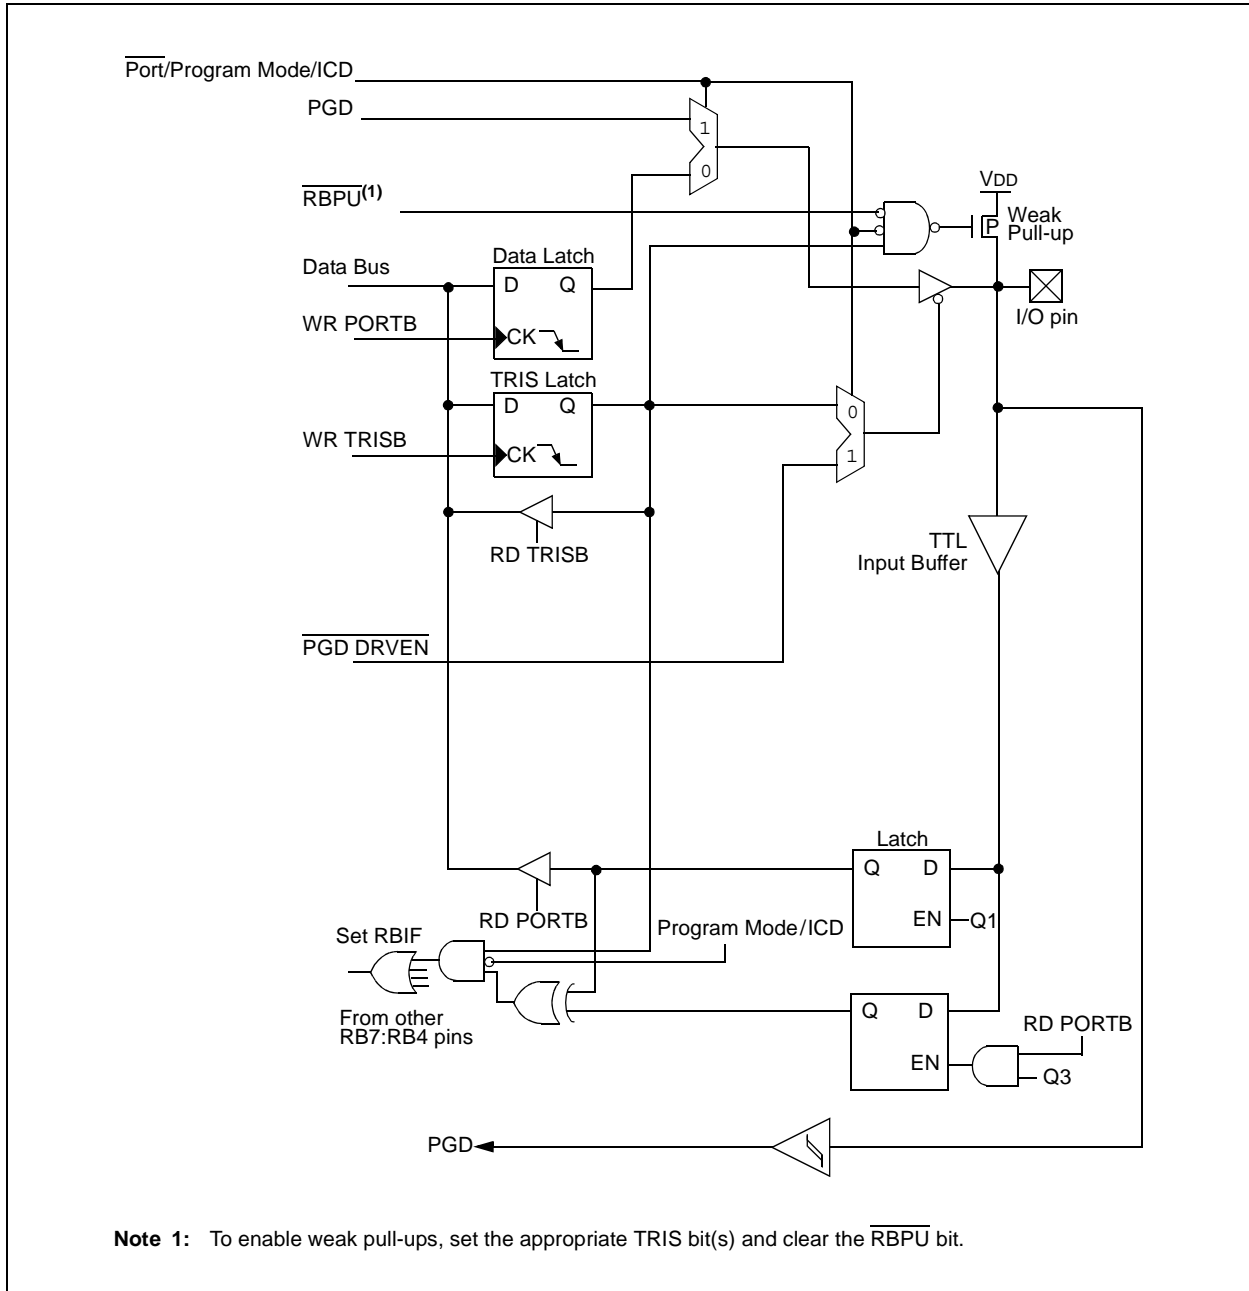 Port/Program Mode/ICD
PGD
1
0
RBPU(1)
VDD
P
Weak
Pull-up
Data Bus
Data Latch
D Q
I/O pin
WR PORTB
CK
TRIS Latch
D Q
0
WR TRISB
CK
1
RD TRISB
TTL
Input Buffer
PGD DRVEN
Latch
Q D
EN
Q1
RD PORTB
Program Mode/ICD
Set RBIF
From other
RB7:RB4 pins
Q D
EN
RD PORTB
Q3
PGD
Note 1: To enable weak pull-ups, set the appropriate TRIS bit(s) and clear the RBPU bit.